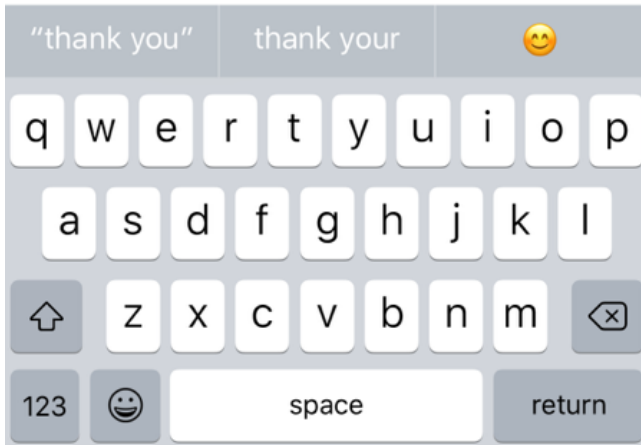 “thank you” thank your 😊
q w e r t y u i o p
a s d f g h j k l
z x c v b n m
123 space return